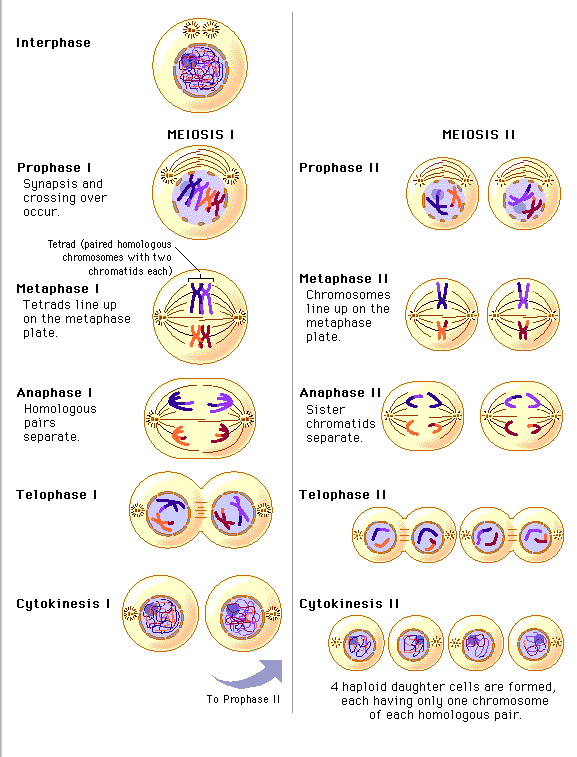 Interphase
MEIOSIS I
Prophase I
Synapsis and
crossing over
occur.
Tetrad (paired homologous
chromosomes with two
chromatids each)
Metaphase I
Tetrads line up
on the metaphase
plate.
Anaphase I
Homologous
pairs
separate.
Telophase I
Cytokinesis I
To Prophase II
MEIOSIS II
Prophase II
Metaphase II
Chromosomes
line up on the
metaphase
plate.
Anaphase II
Sister
chromatids
separate.
Telophase II
Cytokinesis II
4 haploid daughter cells are formed,
each having only one chromosome
of each homologous pair.